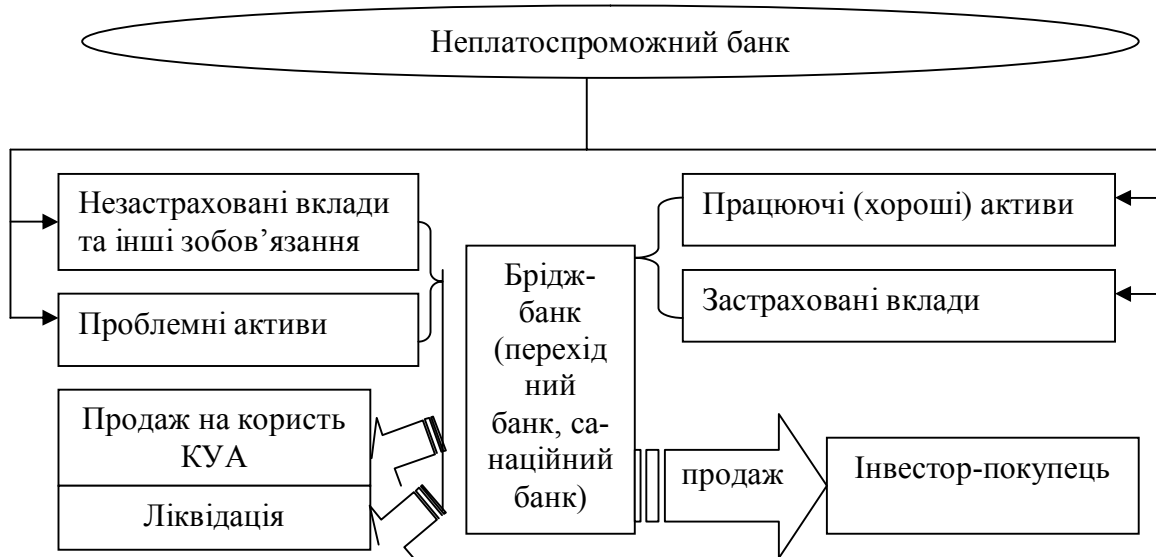 Неплатоспроможний банк
Незастраховані вклади
та інші зобов’язання
Проблемні активи
Продаж на користь
КУА
Ліквідація
Брідж-
банк
(перехід
ний
банк, са-
наційний
банк)
Працюючі (хороші) активи
Застраховані вклади
продаж
Інвестор-покупець